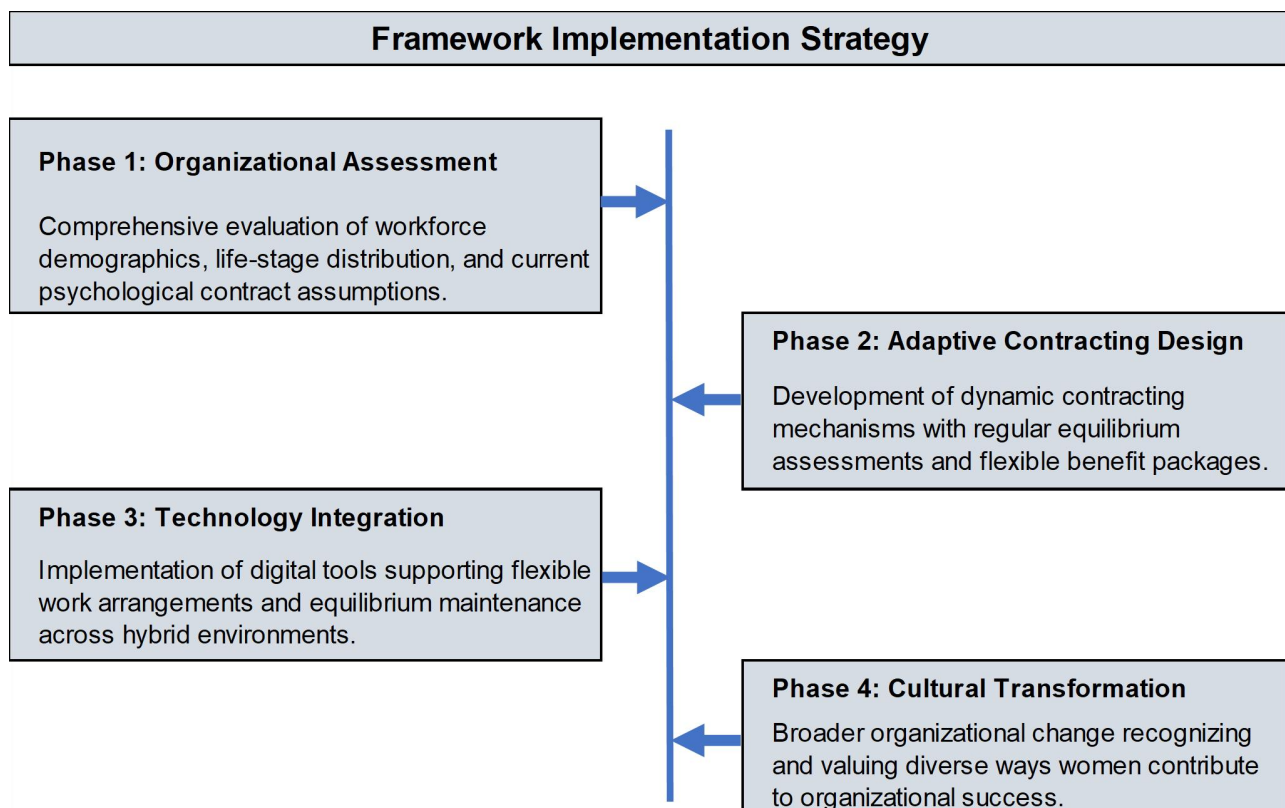 Framework Implementation Strategy
Phase 1: Organizational Assessment
Comprehensive evaluation of workforce
demographics, life-stage distribution, and current
psychological contract assumptions.
Phase 2: Adaptive Contracting Design
Development of dynamic contracting
mechanisms with regular equilibrium
assessments and flexible benefit packages.
Phase 3: Technology Integration
Implementation of digital tools supporting flexible
work arrangements and equilibrium maintenance
across hybrid environments.
Phase 4: Cultural Transformation
Broader organizational change recognizing
and valuing diverse ways women contribute
to organizational success.